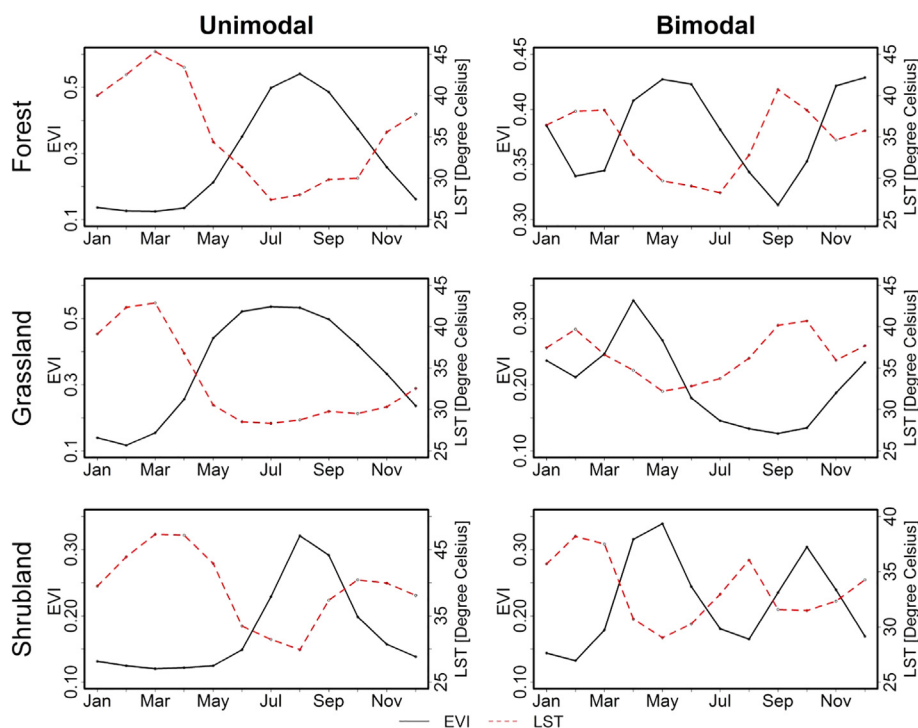 Unimodal Bimodal
Forest
EVI
0.1 0.3 0.5
LST [Degree Celsius]
25 30 35 40 45
Jan Mar May Jul Sep Nov
EVI
0.30 0.35 0.40 0.45
LST [Degree Celsius]
25 30 35 40 45
Jan Mar May Jul Sep Nov
Grassland
EVI
0.1 0.3 0.5
LST [Degree Celsius]
25 30 35 40 45
Jan Mar May Jul Sep Nov
EVI
0.10 0.20 0.30
LST [Degree Celsius]
25 30 35 40 45
Jan Mar May Jul Sep Nov
Shrubland
EVI
0.10 0.20 0.30
LST [Degree Celsius]
25 35 45
Jan Mar May Jul Sep Nov
EVI
0.10 0.20 0.30
LST [Degree Celsius]
25 30 35 40
Jan Mar May Jul Sep Nov
EVI LST